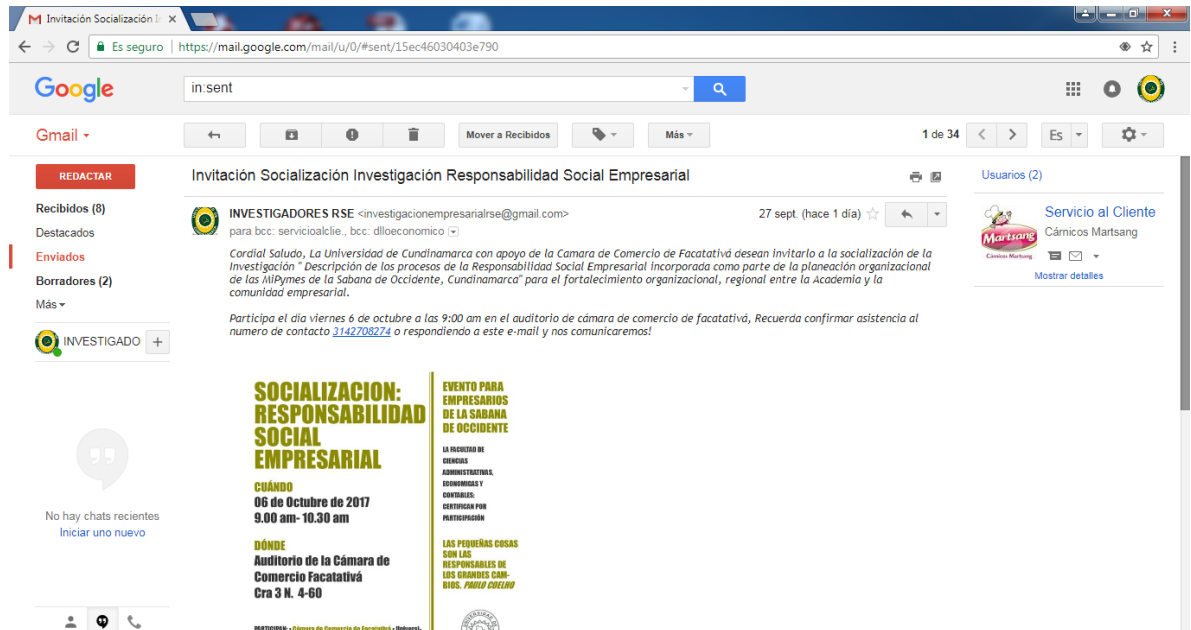 Invitación Socialización I
Es seguro
https://mail.google.com/mail/u/0/#sent/15ec46030403e790
Google
in:sent
Gmail
Mover a Recibidos
Más
1 de 34
Es
REDACTAR
Recibidos (8)
Destacados
Enviados
Borradores (2)
Más
INVESTIGADO
No hay chats recientes
Iniciar uno nuevo
Invitación Socialización Investigación Responsabilidad Social Empresarial
INVESTIGADORES RSE <investigacionempresarialrse@gmail.com>
27 sept. (hace 1 día)
para bcc: servicioalclie., bcc: dlloeconomico
Cordial Saludo, La Universidad de Cundinamarca con apoyo de la Camara de Comercio de Facatativá desean invitarlo a la socialización de la
Investigación " Descripción de los procesos de la Responsabilidad Social Empresarial incorporada como parte de la planeación organizacional
de las MiPymes de la Sabana de Occidente, Cundinamarca" para el fortalecimiento organizacional, regional entre la Academia y la
comunidad empresarial.
Participa el dia viernes 6 de octubre a las 9:00 am en el auditorio de cámara de comercio de facatativá, Recuerda confirmar asistencia al
numero de contacto 3142708274 o respondiendo a este e-mail y nos comunicaremos!
SOCIALIZACION:
RESPONSABILIDAD
SOCIAL
EMPRESARIAL
CUÁNDO
06 de Octubre de 2017
9.00 am- 10.30 am
DÓNDE
Auditorio de la Cámara de
Comercio Facatativá
Cra 3 N. 4-60
PARTICIPAN: - Cámara de Comercio de Facatativá - Universi-
EVENTO PARA
EMPRESARIOS
DE LA SABANA
DE OCCIDENTE
LA FACULTAD DE
CIENCIAS
ADMINISTRATIVAS,
ECONOMICAS Y
CONTABLES:
CERTIFICAN POR
PARTICIPACIÓN
LAS PEQUEÑAS COSAS
SON LAS
RESPONSABLES DE
LOS GRANDES CAM-
BIOS. PAULO COELHO
Usuarios (2)
Martsang
Cárnicos Martsang
Servicio al Cliente
Cárnicos Martsang
Mostrar detalles